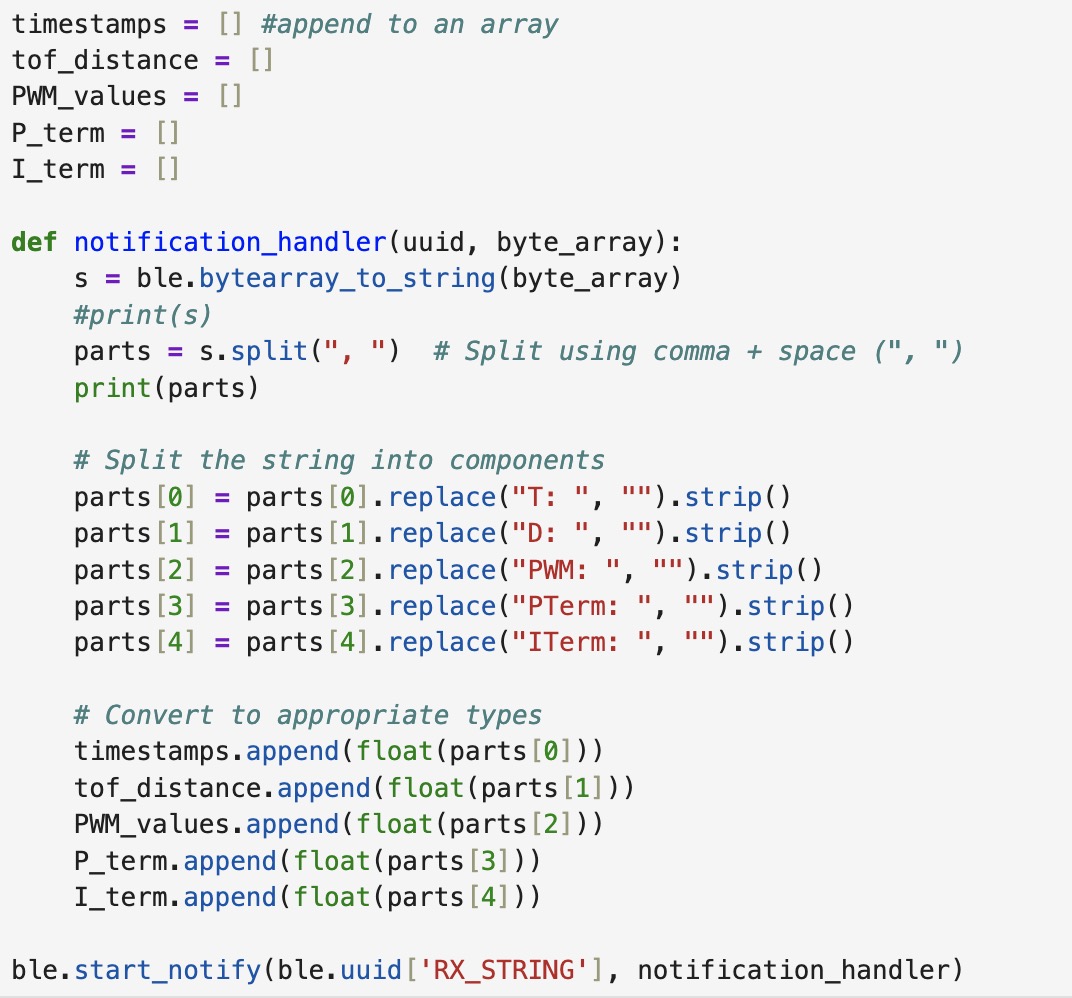 timestamps = [] #append to an array
tof_distance = []
PWM_values = []
P_term = []
I_term = []

def notification_handler(uuid, byte_array):
    s = ble.bytearray_to_string(byte_array)
    #print(s)
    parts = s.split(", ")  # Split using comma + space (", ")
    print(parts)

    # Split the string into components
    parts[0] = parts[0].replace("T: ", "").strip()
    parts[1] = parts[1].replace("D: ", "").strip()
    parts[2] = parts[2].replace("PWM: ", "").strip()
    parts[3] = parts[3].replace("PTerm: ", "").strip()
    parts[4] = parts[4].replace("ITerm: ", "").strip()

    # Convert to appropriate types
    timestamps.append(float(parts[0]))
    tof_distance.append(float(parts[1]))
    PWM_values.append(float(parts[2]))
    P_term.append(float(parts[3]))
    I_term.append(float(parts[4]))

ble.start_notify(ble.uuid['RX_STRING'], notification_handler)